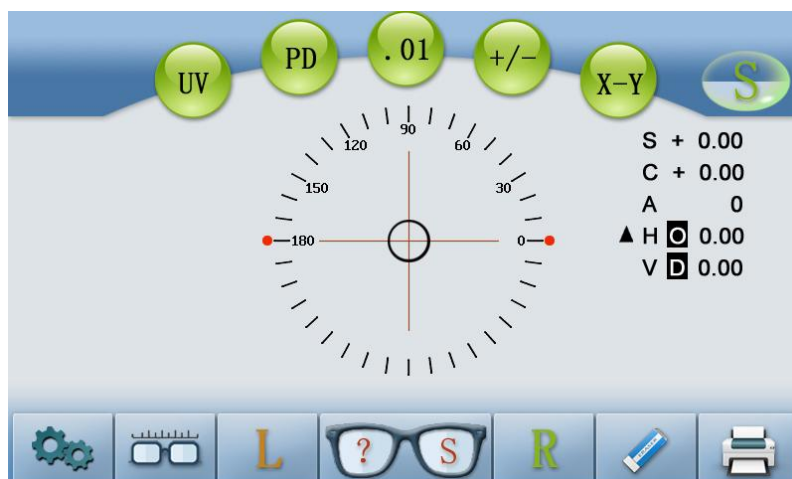 UV
PD
.01
+/-
X-Y
S
90
120
60
150
30
180
0
S + 0.00
C + 0.00
A 0
▲ H O 0.00
V D 0.00
L
? S
R